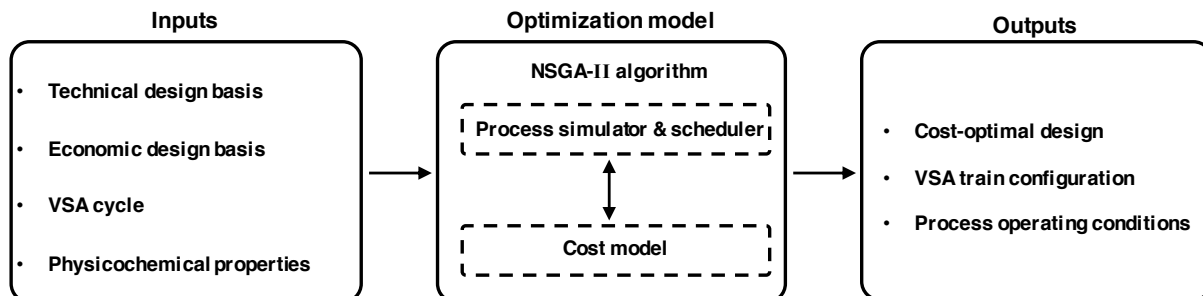 Inputs
• Technical design basis
• Economic design basis
• VSA cycle
• Physicochemical properties
Optimization model
NSGA-II algorithm
Process simulator & scheduler
Cost model
Outputs
• Cost-optimal design
• VSA train configuration
• Process operating conditions